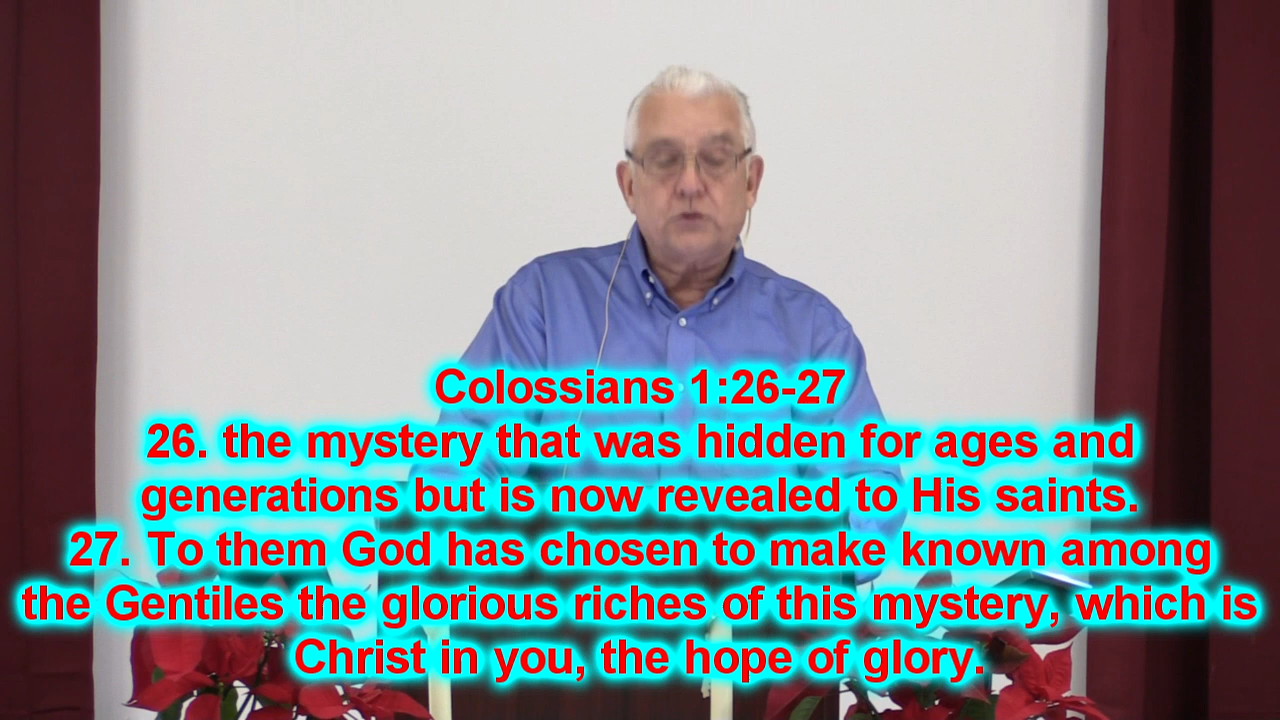 Colossians 1:26-27
26. the mystery that was hidden for ages and
generations but is now revealed to His saints.
27. To them God has chosen to make known among
the Gentiles the glorious riches of this mystery, which is
Christ in you, the hope of glory.